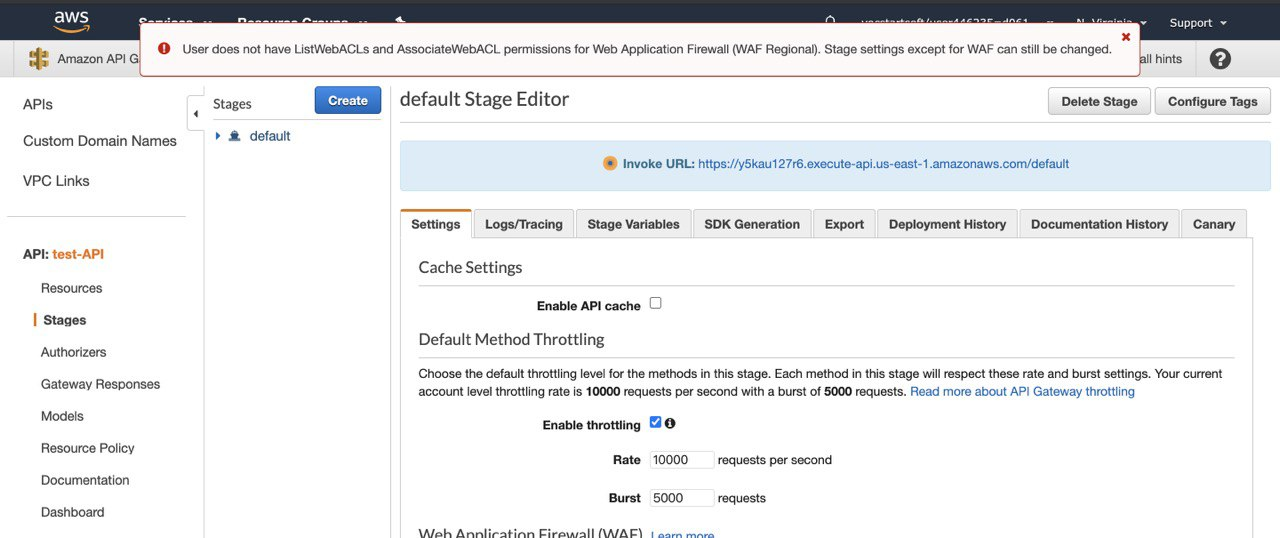 aws
Services
Resource Groups
N. Virginia
Support
User does not have ListWebACLs and AssociateWebACL permissions for Web Application Firewall (WAF Regional). Stage settings except for WAF can still be changed.
Amazon API G
all hints
APIs
Custom Domain Names
VPC Links
API: test-API
Resources
Stages
Authorizers
Gateway Responses
Models
Resource Policy
Documentation
Dashboard
Stages
Create
default
default Stage Editor
Delete Stage
Configure Tags
Invoke URL: https://y5kau127r6.execute-api.us-east-1.amazonaws.com/default
Settings
Logs/Tracing
Stage Variables
SDK Generation
Export
Deployment History
Documentation History
Canary
Cache Settings
Enable API cache
Default Method Throttling
Choose the default throttling level for the methods in this stage. Each method in this stage will respect these rate and burst settings. Your current
account level throttling rate is 10000 requests per second with a burst of 5000 requests. Read more about API Gateway throttling
Enable throttling
Rate 10000 requests per second
Burst 5000 requests
Web Application Firewall (WAF) Learn more